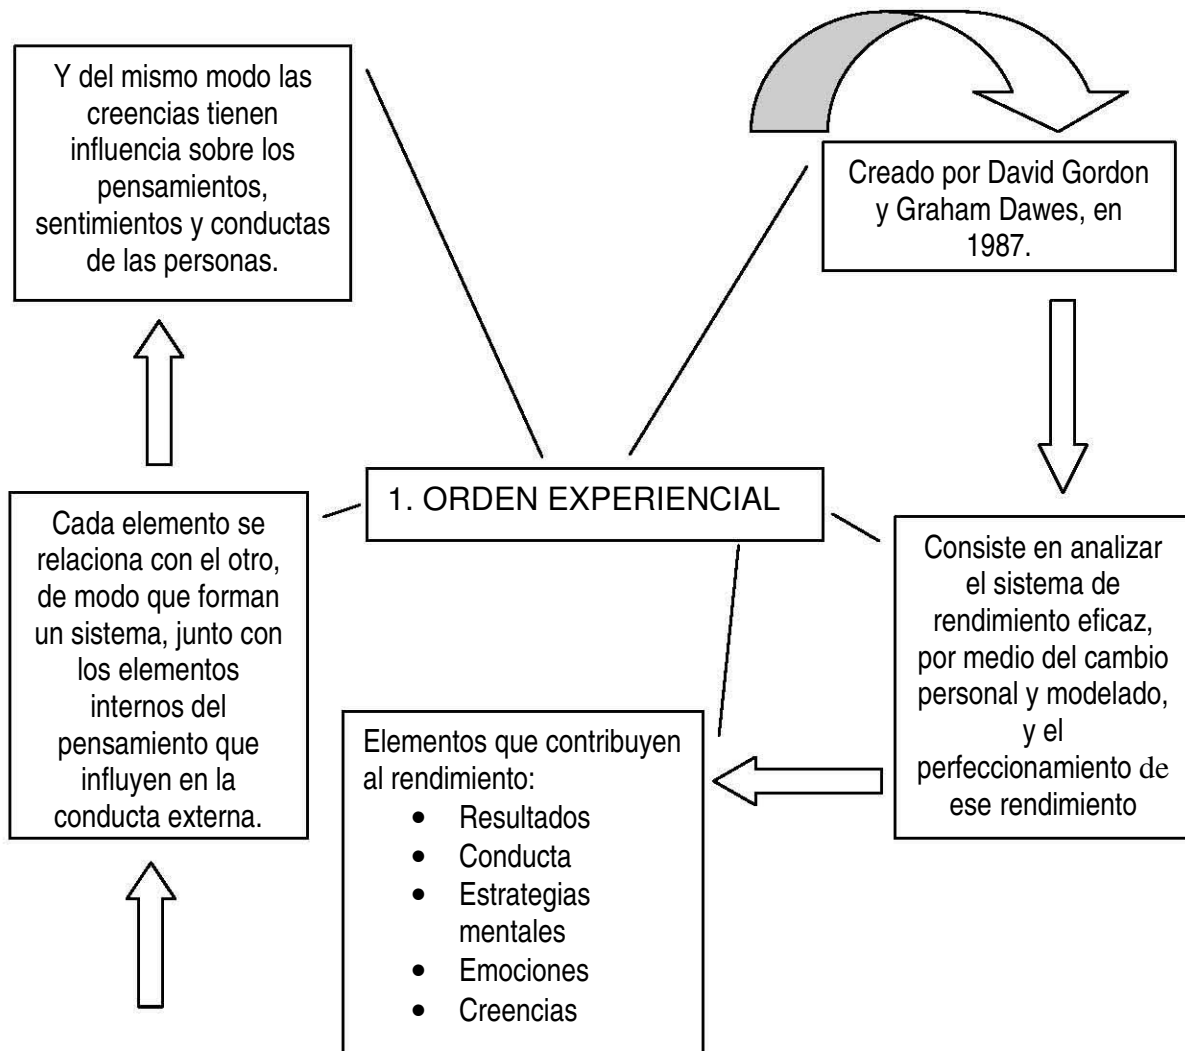 Y del mismo modo las
creencias tienen
influencia sobre los
pensamientos,
sentimientos y conductas
de las personas.
Creado por David Gordon
y Graham Dawes, en
1987.
1. ORDEN EXPERIENCIAL
Cada elemento se
relaciona con el otro,
de modo que forman
un sistema, junto con
los elementos
internos del
pensamiento que
influyen en la
conducta externa.
Consiste en analizar
el sistema de
rendimiento eficaz,
por medio del cambio
personal y modelado,
y el
perfeccionamiento de
ese rendimiento
Elementos que contribuyen
al rendimiento:
• Resultados
• Conducta
• Estrategias
mentales
• Emociones
• Creencias